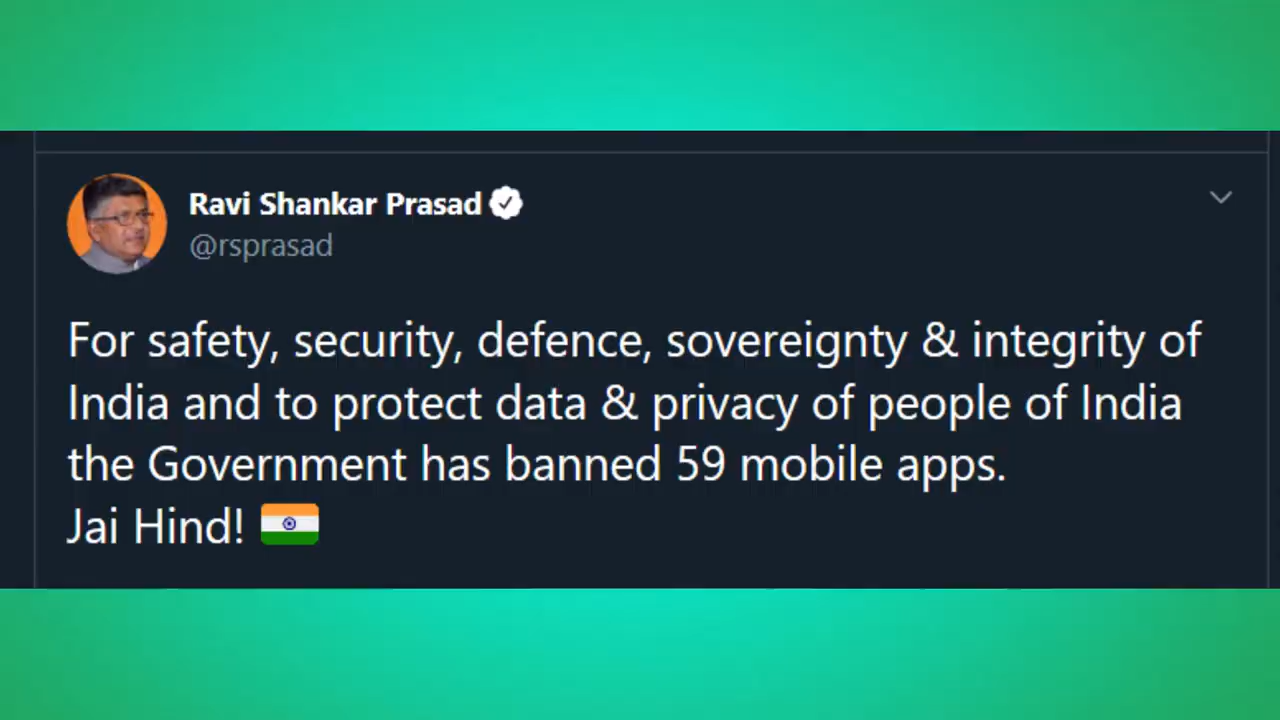 Ravi Shankar Prasad
@rsprasad
For safety, security, defence, sovereignty & integrity of
India and to protect data & privacy of people of India
the Government has banned 59 mobile apps.
Jai Hind! 🇮🇳